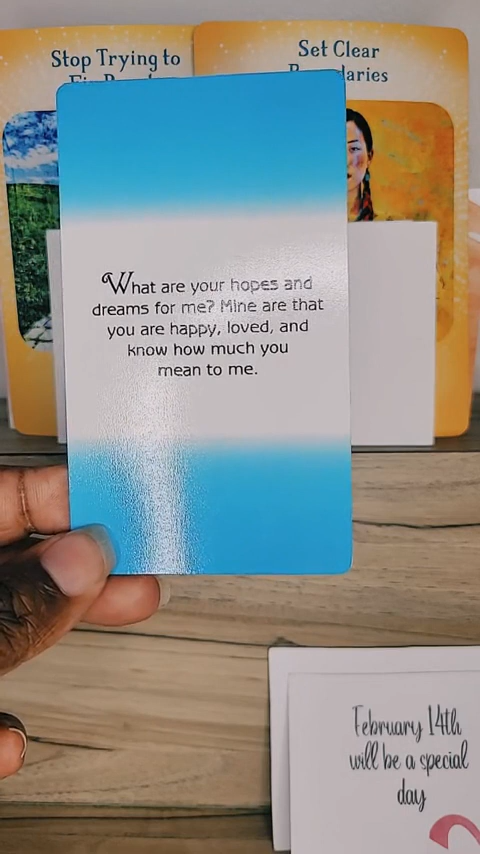 Stop Trying to
Set Clear
Boundaries
What are your hopes and
dreams for me? Mine are that
you are happy, loved, and
know how much you
mean to me.
February 14th
will be a special
day